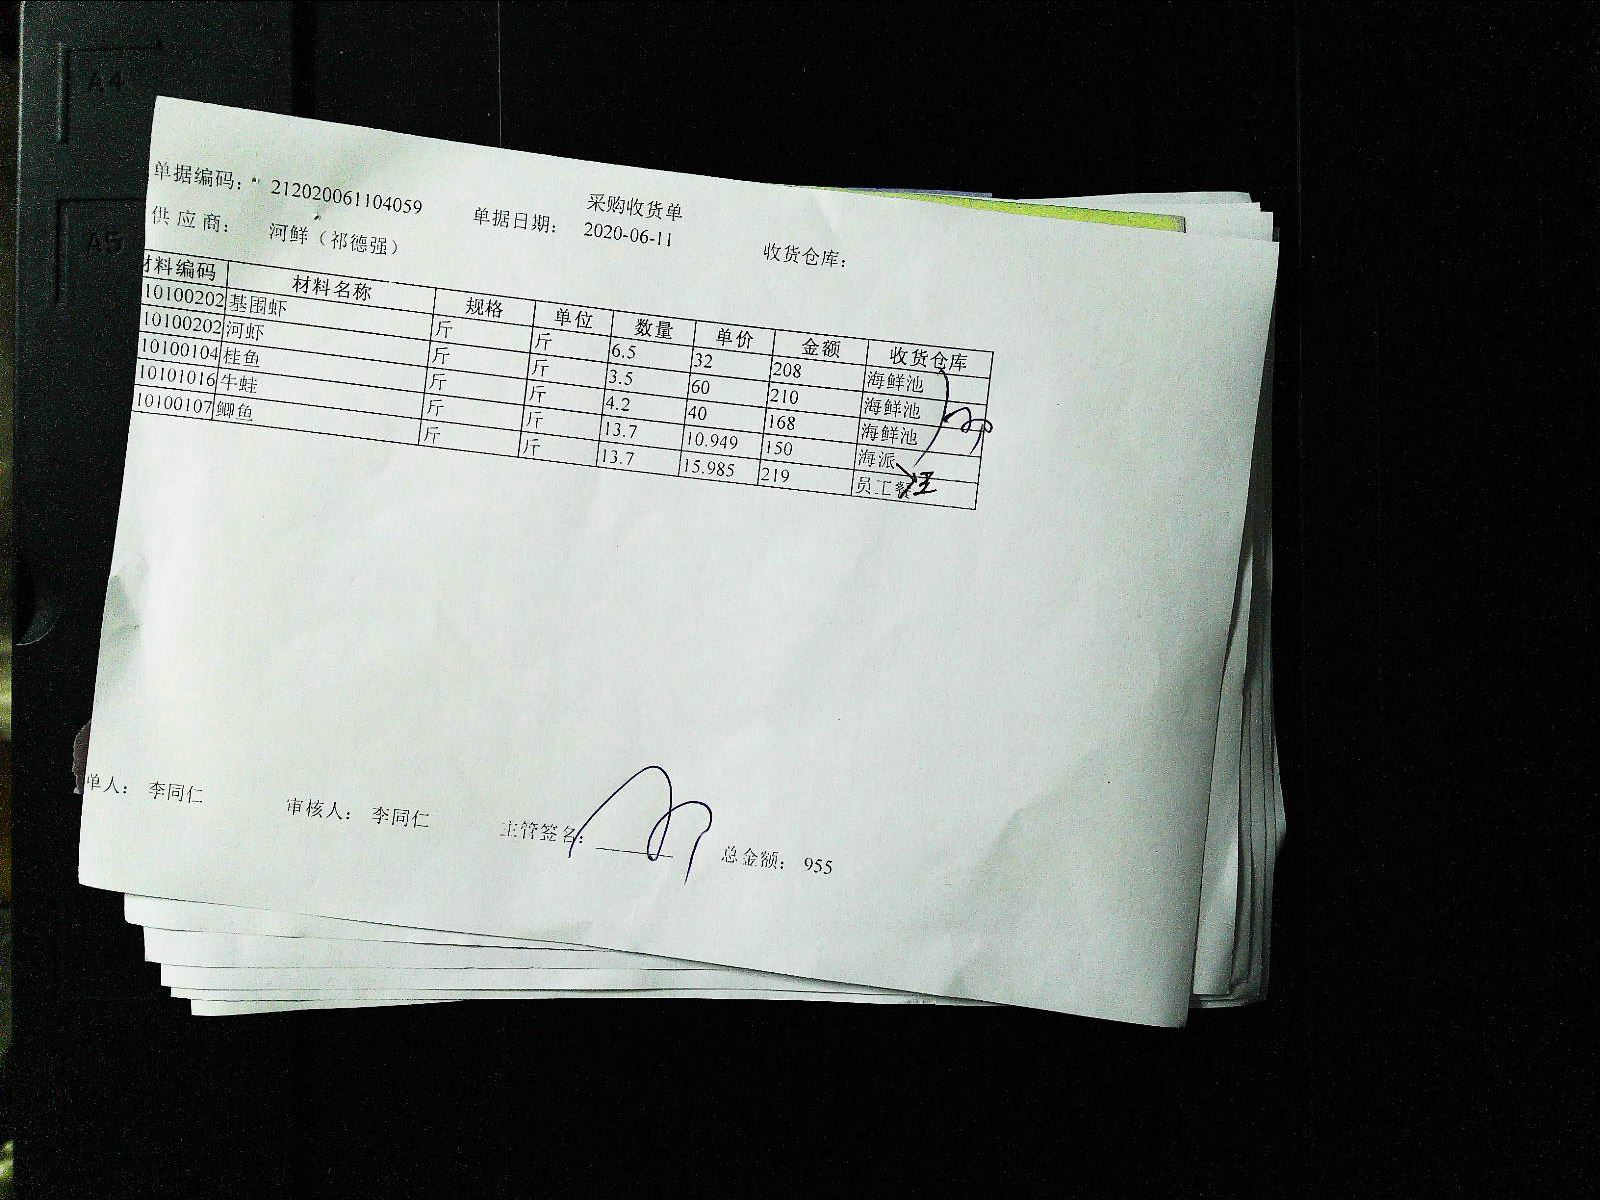 A4
A5
采购收货单
单据编码： 212020061104059 单据日期： 2020-06-11 收货仓库：
供应商： 河鲜（祁德强）
材料编码 材料名称 规格 单位 数量 单价 金额 收货仓库
10100202 基围虾 斤 斤 6.5 32 208 海鲜池
10100202 河虾 斤 斤 3.5 60 210 海鲜池
10100104 桂鱼 斤 斤 4.2 40 168 海鲜池
10101016 牛蛙 斤 斤 13.7 10.949 150 海派
10100107 鲫鱼 斤 斤 13.7 15.985 219 员工餐
单人： 李同仁 审核人： 李同仁 主管签名： 总金额： 955